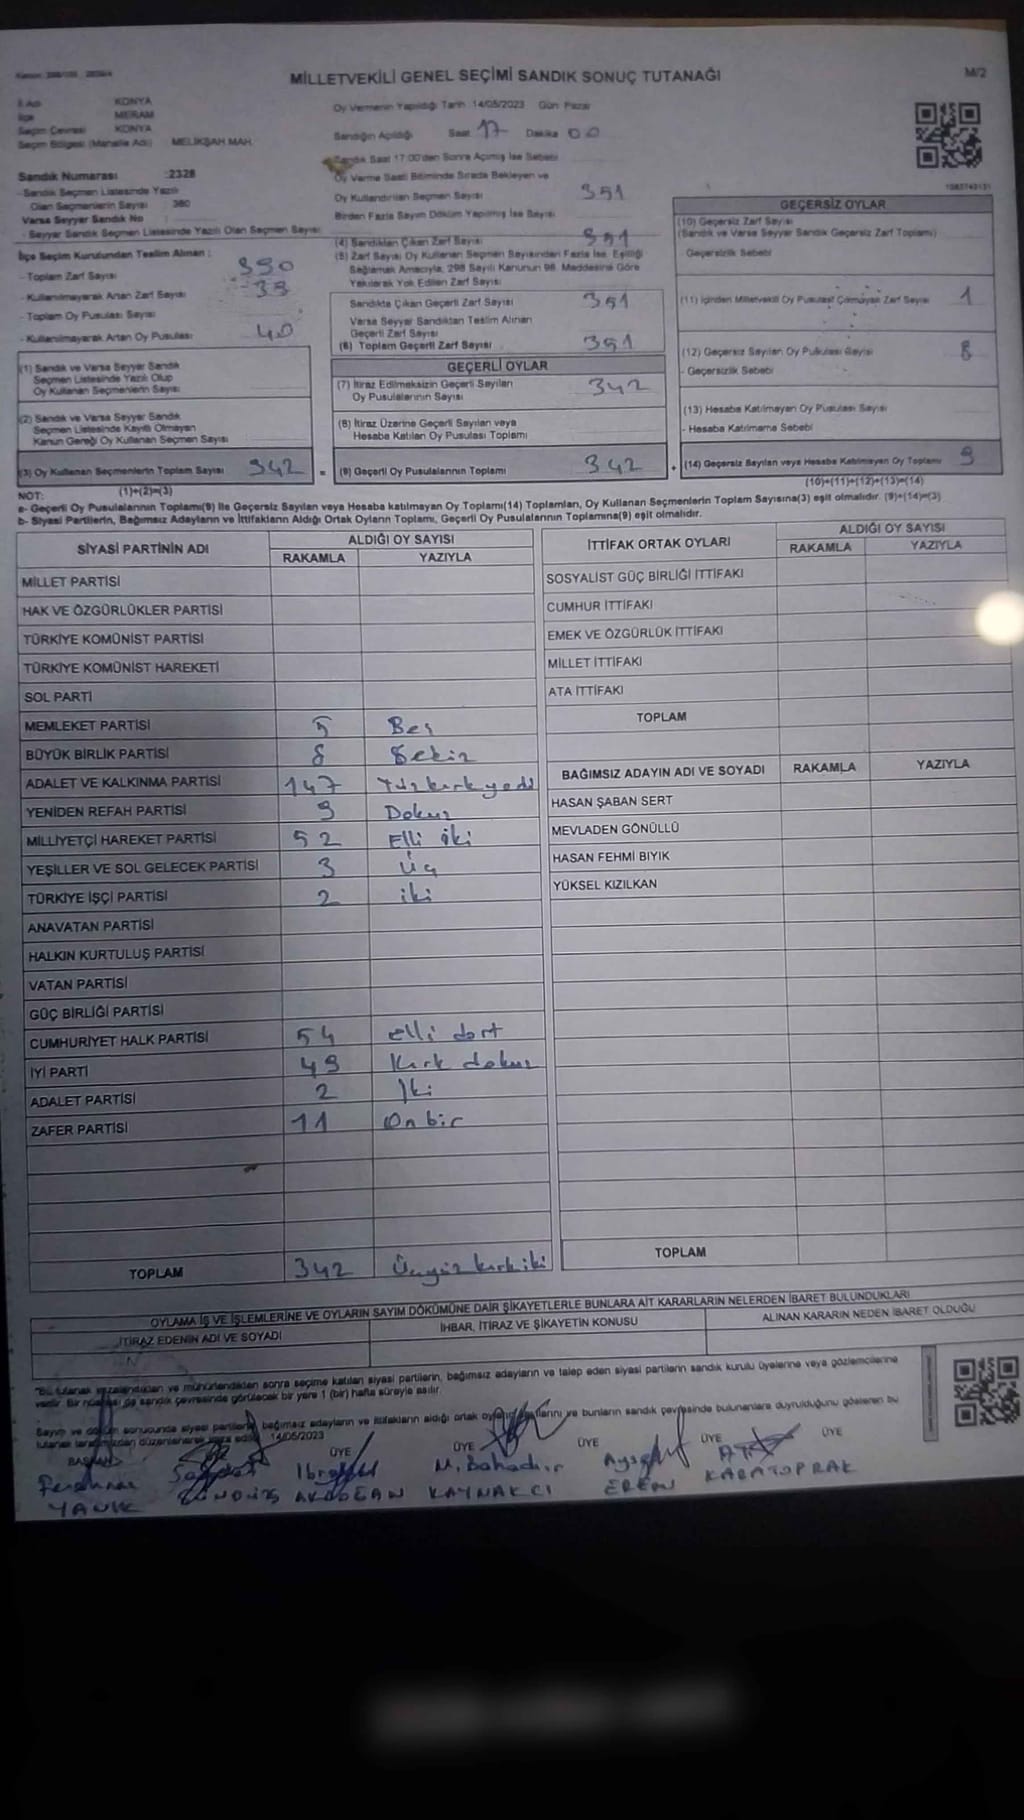 MİLLETVEKİLİ GENEL SEÇİMİ SANDIK SONUÇ TUTANAĞI
M/2
KONYA
İlçe MERAM
Seçim Çevresi KONYA
Seçim Bölgesi (Mahalle Adı) MELİKŞAH MAH.
Oy Vermenin Yapıldığı Tarih 14/05/2023 Gün Pazar
Sandığın Açıldığı Saat 17 Dakika 00
Sandık Saat 17:00'den Sonra Açılmış İse Sebebi
Sandık Numarası :2328
- Sandık Seçmen Listesinde Yazılı
Olan Seçmenlerin Sayısı 380
Varsa Seyyar Sandık No
- Seyyar Sandık Seçmen Listesinde Yazılı Olan Seçmen Sayısı
Oy Verme Saati Bitiminde Sırada Bekleyen ve
Oy Kullandırılan Seçmen Sayısı 351
Birden Fazla Sayım Döküm Yapılmış İse Sayısı
(4) Sandıktan Çıkan Zarf Sayısı 351
(5) Zarf Sayısı Oy Kullanan Seçmen Sayısından Fazla İse, Eşitliği
Sağlamak Amacıyla, 298 Sayılı Kanunun 98. Maddesine Göre
Yakılarak Yok Edilen Zarf Sayısı
İlçe Seçim Kurulundan Teslim Alınan :
- Toplam Zarf Sayısı 390
- Kullanılmayarak Artan Zarf Sayısı 39
- Toplam Oy Pusulası Sayısı
- Kullanılmayarak Artan Oy Pusulası 40
Sandıkta Çıkan Geçerli Zarf Sayısı 351
Varsa Seyyar Sandıktan Teslim Alınan
Geçerli Zarf Sayısı
(6) Toplam Geçerli Zarf Sayısı 351
GEÇERSİZ OYLAR
(10) Geçersiz Zarf Sayısı
(Sandık ve Varsa Seyyar Sandık Geçersiz Zarf Toplamı)
Geçersizlik Sebebi
(11) İçinden Milletvekili Oy Pusulası Çıkmayan Zarf Sayısı 1
(12) Geçersiz Sayılan Oy Pusulası Sayısı 8
- Geçersizlik Sebebi
(13) Hesaba Katılmayan Oy Pusulası Sayısı
- Hesaba Katılmama Sebebi
(14) Geçersiz Sayılan veya Hesaba Katılmayan Oy Toplamı 9
(10)+(11)+(12)+(13)=(14)
(1) Sandık ve Varsa Seyyar Sandık
Seçmen Listesinde Yazılı Olup
Oy Kullanan Seçmenlerin Sayısı
(2) Sandık ve Varsa Seyyar Sandık
Seçmen Listesinde Kayıtlı Olmayan
Kanun Gereği Oy Kullanan Seçmen Sayısı
(3) Oy Kullanan Seçmenlerin Toplam Sayısı 342 =
(1)+(2)=(3)
GEÇERLİ OYLAR
(7) İtiraz Edilmeksizin Geçerli Sayılan
Oy Pusulalarının Sayısı 342
(8) İtiraz Üzerine Geçerli Sayılan veya
Hesaba Katılan Oy Pusulası Toplamı
(9) Geçerli Oy Pusulalarının Toplamı 342 +
NOT:
a- Geçerli Oy Pusulalarının Toplamı(9) ile Geçersiz Sayılan veya Hesaba katılmayan Oy Toplamı(14) Toplamları, Oy Kullanan Seçmenlerin Toplam Sayısına(3) eşit olmalıdır. (9)+(14)=(3)
b- Siyasi Partilerin, Bağımsız Adayların ve İttifakların Aldığı Ortak Oyların Toplamı, Geçerli Oy Pusulalarının Toplamına(9) eşit olmalıdır.
SİYASİ PARTİNİN ADI ALDIĞI OY SAYISI
RAKAMLA YAZIYLA
MİLLET PARTİSİ
HAK VE ÖZGÜRLÜKLER PARTİSİ
TÜRKİYE KOMÜNİST PARTİSİ
TÜRKİYE KOMÜNİST HAREKETİ
SOL PARTİ
MEMLEKET PARTİSİ 5 Beş
BÜYÜK BİRLİK PARTİSİ 8 Sekiz
ADALET VE KALKINMA PARTİSİ 147 Yüzkırkyedi
YENİDEN REFAH PARTİSİ 9 Dokuz
MİLLİYETÇİ HAREKET PARTİSİ 52 Elli iki
YEŞİLLER VE SOL GELECEK PARTİSİ 3 Üç
TÜRKİYE İŞÇİ PARTİSİ 2 iki
ANAVATAN PARTİSİ
HALKIN KURTULUŞ PARTİSİ
VATAN PARTİSİ
GÜÇ BİRLİĞİ PARTİSİ
CUMHURİYET HALK PARTİSİ 54 elli dört
İYİ PARTİ 49 Kırk dokuz
ADALET PARTİSİ 2 İki
ZAFER PARTİSİ 11 On bir
TOPLAM 342 Üçyüz kırkiki
İTTİFAK ORTAK OYLARI ALDIĞI OY SAYISI
RAKAMLA YAZIYLA
SOSYALİST GÜÇ BİRLİĞİ İTTİFAKI
CUMHUR İTTİFAKI
EMEK VE ÖZGÜRLÜK İTTİFAKI
MİLLET İTTİFAKI
ATA İTTİFAKI
TOPLAM
BAĞIMSIZ ADAYIN ADI VE SOYADI RAKAMLA YAZIYLA
HASAN ŞABAN SERT
MEVLADEN GÖNÜLLÜ
HASAN FEHMİ BIYIK
YÜKSEL KIZILKAN
TOPLAM
OYLAMA İŞ VE İŞLEMLERİNE VE OYLARIN SAYIM DÖKÜMÜNE DAİR ŞİKAYETLERLE BUNLARA AİT KARARLARIN NELERDEN İBARET BULUNDUKLARI
İTİRAZ EDENİN ADI VE SOYADI İHBAR, İTİRAZ VE ŞİKAYETİN KONUSU ALINAN KARARIN NEDEN İBARET OLDUĞU
"Bu tutanak imzalandıktan ve mühürlendikten sonra seçime katılan siyasi partilerin, bağımsız adayların ve talep eden siyasi partilerin sandık kurulu üyelerine veya gözlemcilerine
verilir. Bir nüshası da sandık çevresinde görülecek bir yere 1 (bir) hafta süreyle asılır.
Sayım ve döküm sonucunda siyasi partilerin, bağımsız adayların ve ittifakların aldığı ortak ve bunların sandık çevresinde bulunanlara duyrulduğunu gösteren bu
tutanak tarafımızdan düzenlenerek imza edildi. 14/05/2023
BAŞKAN ÜYE ÜYE ÜYE ÜYE ÜYE
M. Bahadır
YANIK EREN KARATOPRAK
KAYNAKCI